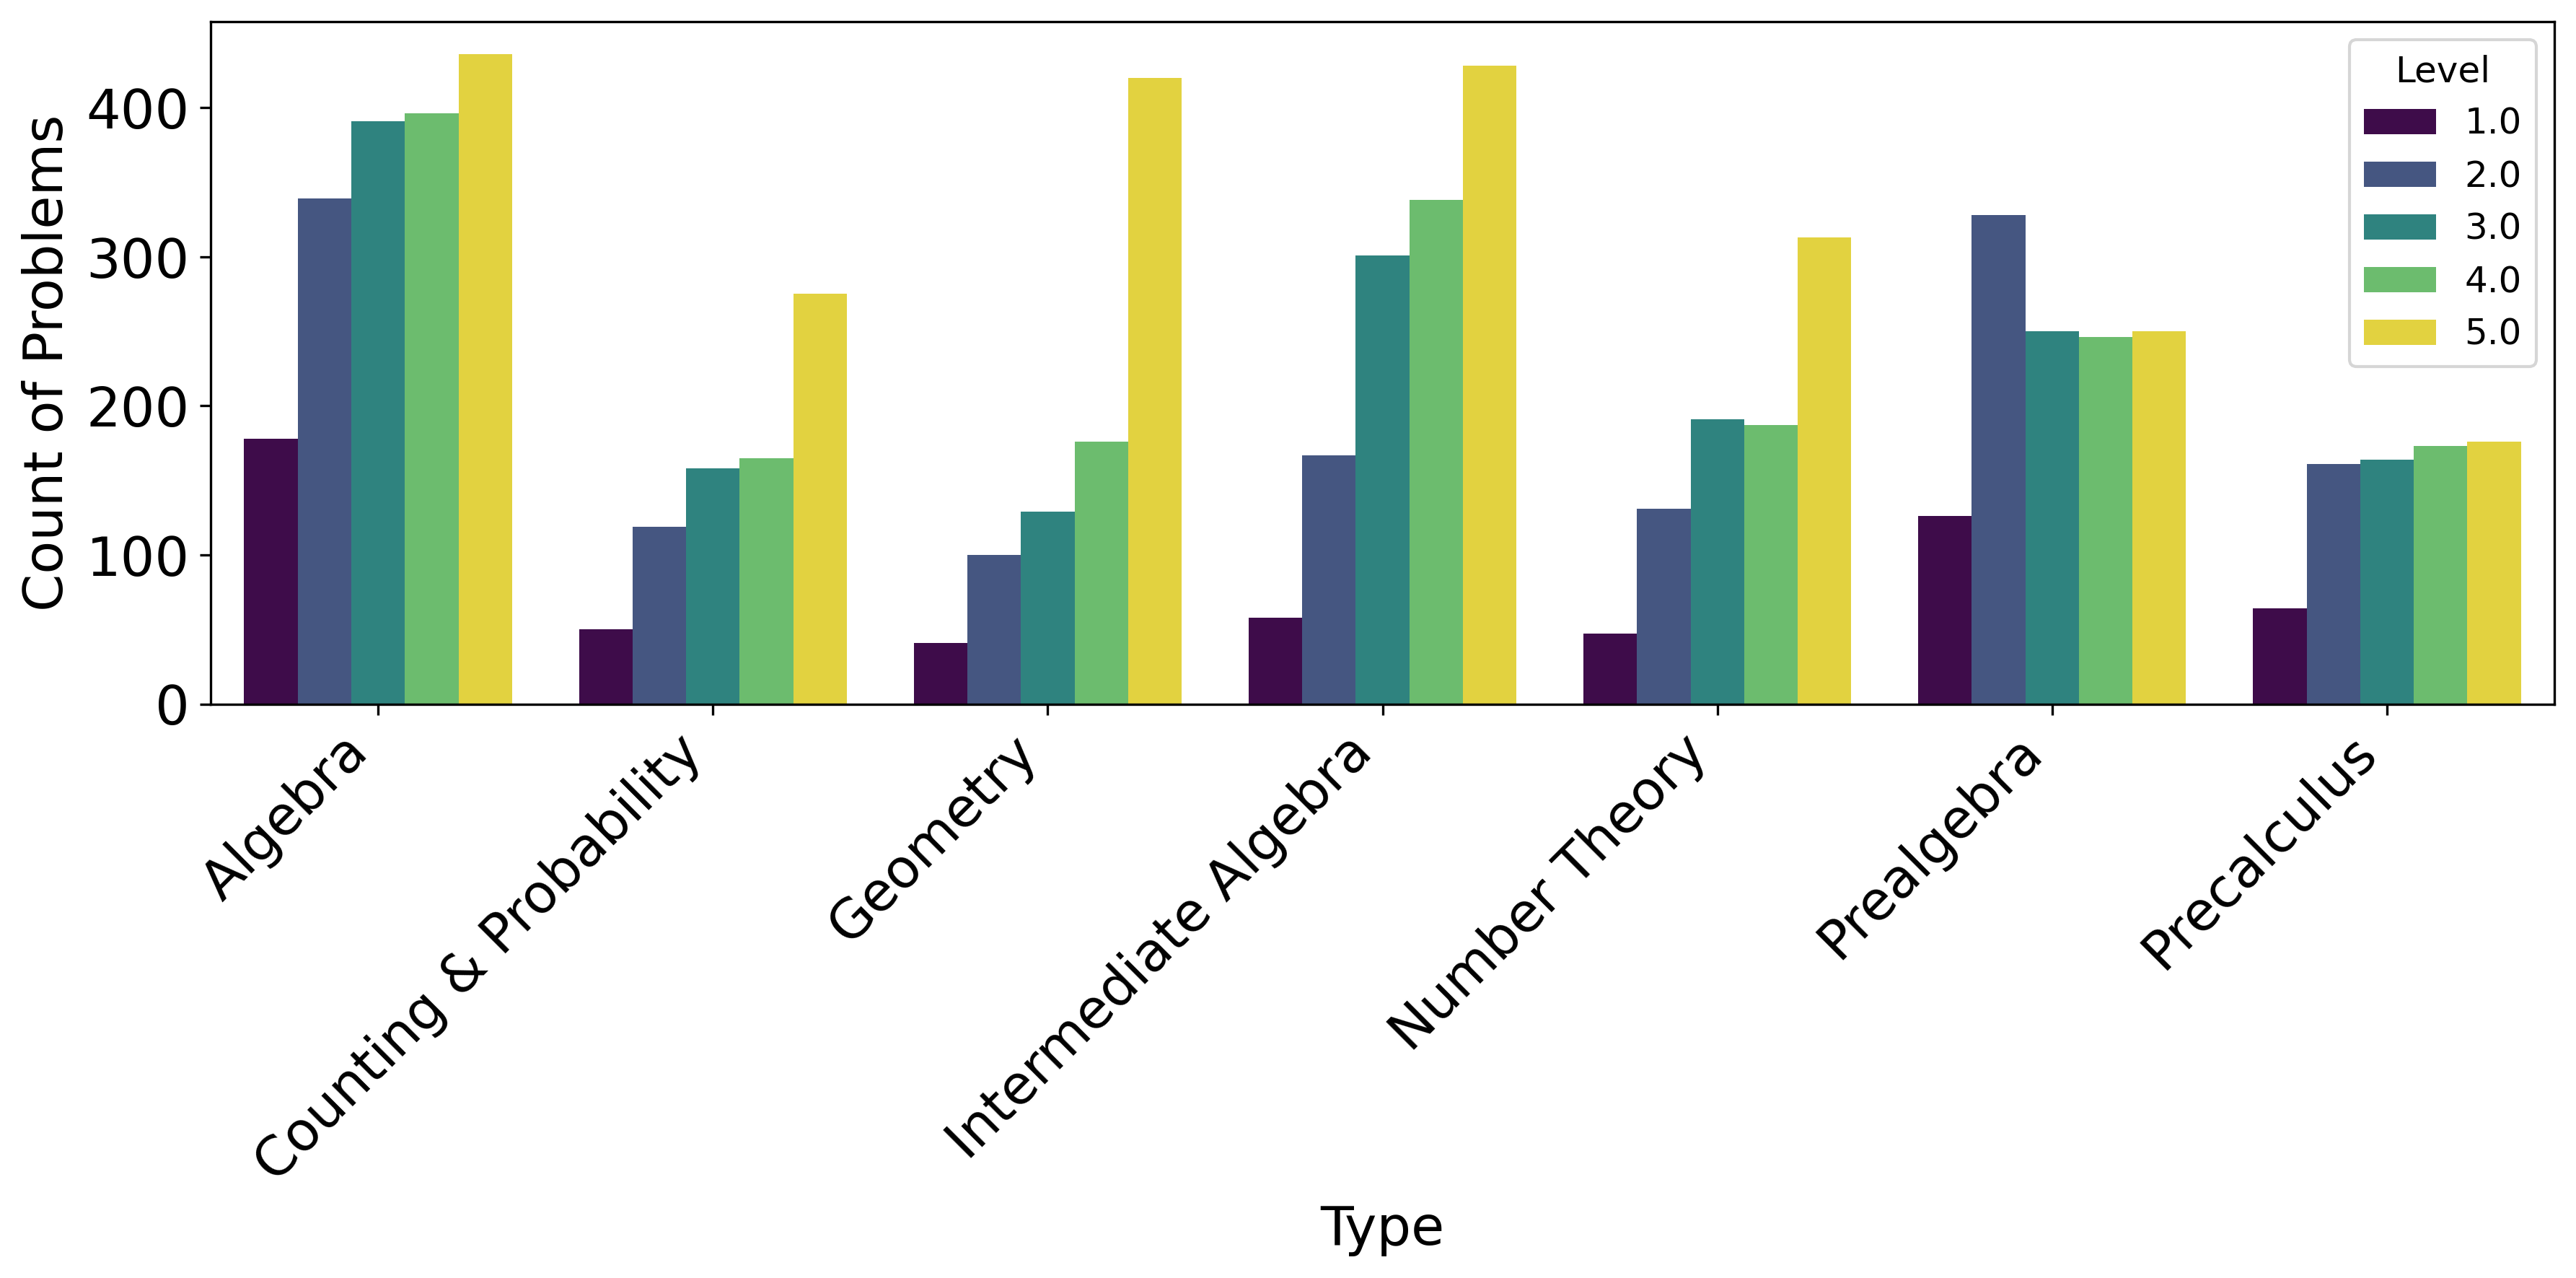 Count of Problems
400
300
200
100
0
Level
1.0
2.0
3.0
4.0
5.0
Algebra
Counting & Probability
Geometry
Intermediate Algebra
Number Theory
Prealgebra
Precalculus
Type